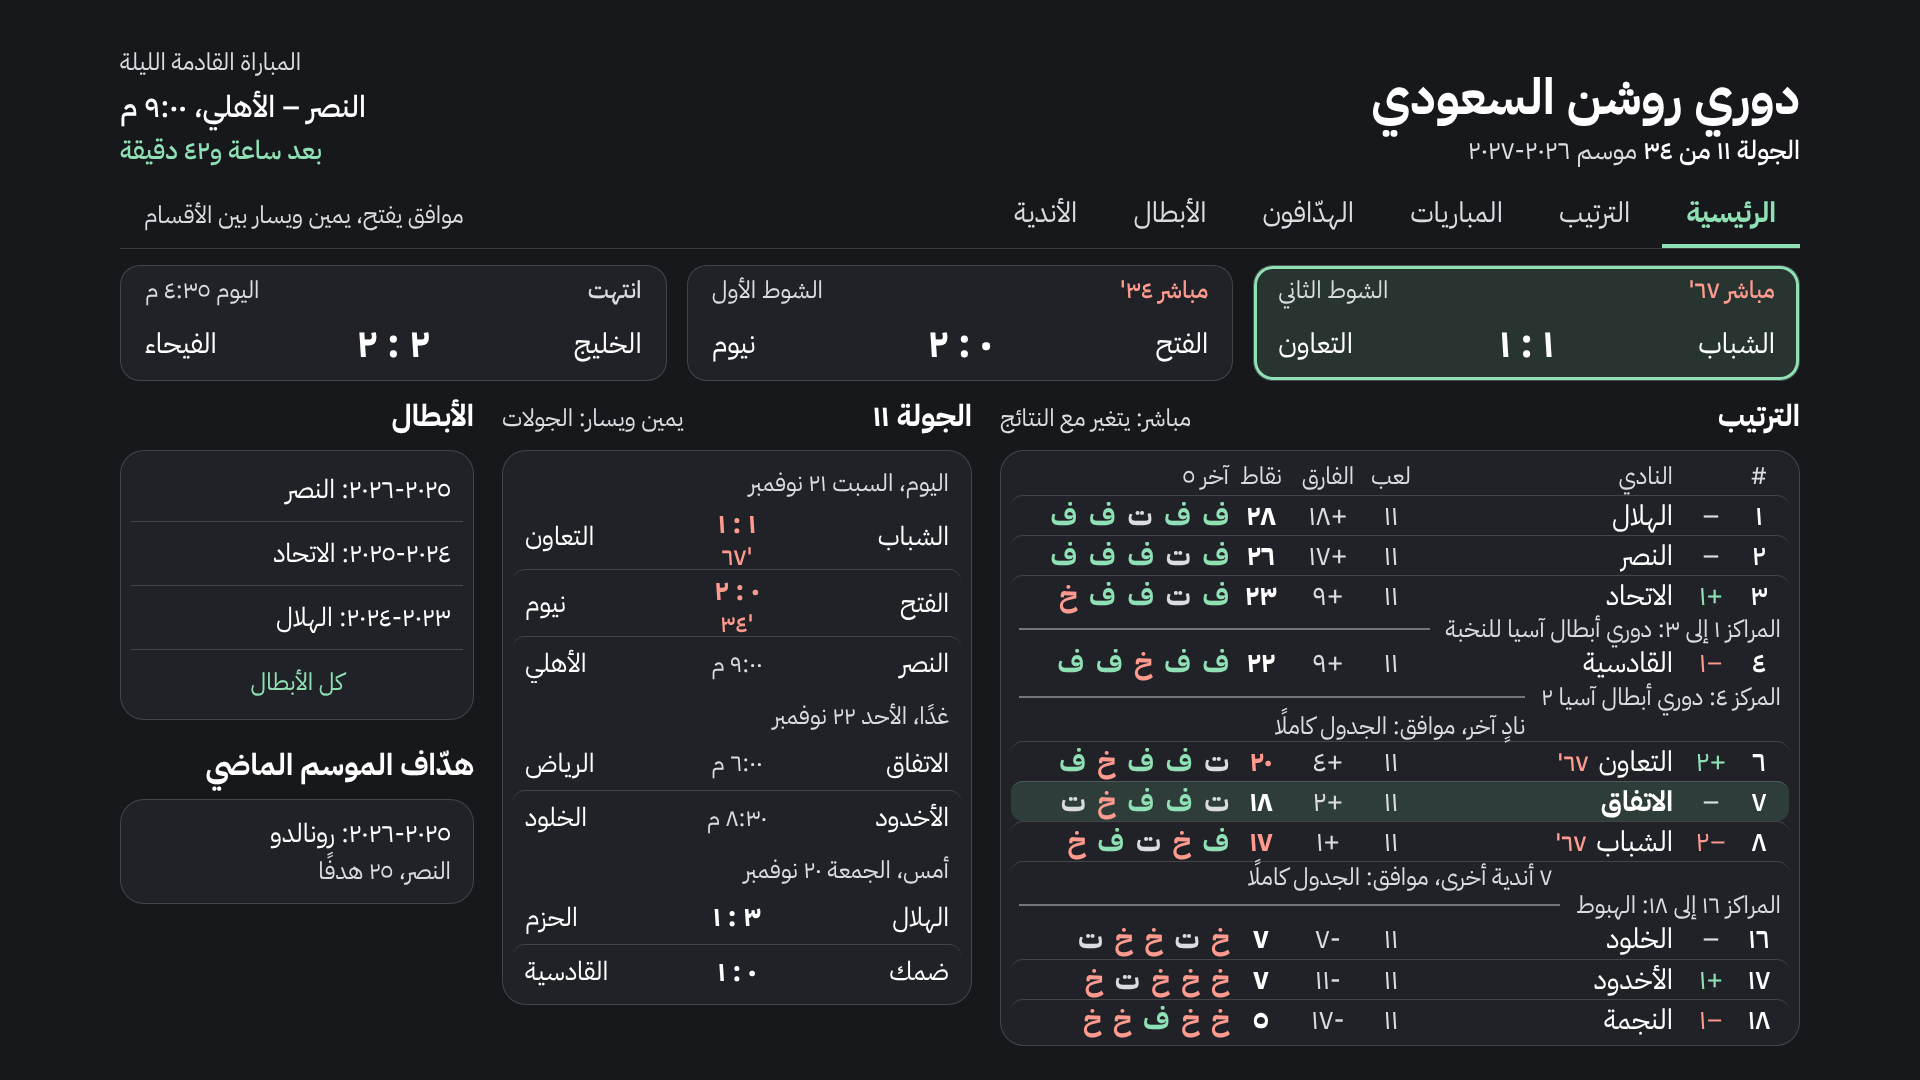 دوري روشن السعودي
الجولة ١١ من ٣٤ موسم ٢٠٢٦-٢٠٢٧
المباراة القادمة الليلة
النصر – الأهلي، ٩:٠٠ م
بعد ساعة و٤٢ دقيقة
الرئيسية الترتيب المباريات الهدّافون الأبطال الأندية
موافق يفتح، يمين ويسار بين الأقسام
مباشر ٦٧' الشوط الثاني
الشباب ١ : ١ التعاون
مباشر ٣٤' الشوط الأول
الفتح ٠ : ٢ نيوم
انتهت اليوم ٤:٣٥ م
الخليج ٢ : ٢ الفيحاء
الترتيب مباشر: يتغير مع النتائج
# النادي لعب الفارق نقاط آخر ٥
١ – الهلال ١١ +١٨ ٢٨ ف ف ت ف ف
٢ – النصر ١١ +١٧ ٢٦ ف ت ف ف ف
٣ +١ الاتحاد ١١ +٩ ٢٣ ف ت ف ف خ
المراكز ١ إلى ٣: دوري أبطال آسيا للنخبة
٤ –١ القادسية ١١ +٩ ٢٢ ف ف خ ف ف
المركز ٤: دوري أبطال آسيا ٢
نادٍ آخر، موافق: الجدول كاملًا
٦ +٢ التعاون ٦٧' ١١ +٤ ٢٠ ت ف ف خ ف
٧ – الاتفاق ١١ +٢ ١٨ ت ف ف خ ت
٨ –٢ الشباب ٦٧' ١١ +١ ١٧ ف خ ت ف خ
٧ أندية أخرى، موافق: الجدول كاملًا
المراكز ١٦ إلى ١٨: الهبوط
١٦ – الخلود ١١ -٧ ٧ خ ت خ خ ت
١٧ +١ الأخدود ١١ -١١ ٧ خ خ خ ت خ
١٨ –١ النجمة ١١ -١٧ ٥ خ خ ف خ خ
الجولة ١١ يمين ويسار: الجولات
اليوم، السبت ٢١ نوفمبر
الشباب ١ : ١ التعاون
٦٧'
الفتح ٠ : ٢ نيوم
٣٤'
النصر ٩:٠٠ م الأهلي
غدًا، الأحد ٢٢ نوفمبر
الاتفاق ٦:٠٠ م الرياض
الأخدود ٨:٣٠ م الخلود
أمس، الجمعة ٢٠ نوفمبر
الهلال ٣ : ١ الحزم
ضمك ٠ : ١ القادسية
الأبطال
٢٠٢٥-٢٠٢٦: النصر
٢٠٢٤-٢٠٢٥: الاتحاد
٢٠٢٣-٢٠٢٤: الهلال
كل الأبطال
هدّاف الموسم الماضي
٢٠٢٥-٢٠٢٦: رونالدو
النصر، ٢٥ هدفًا